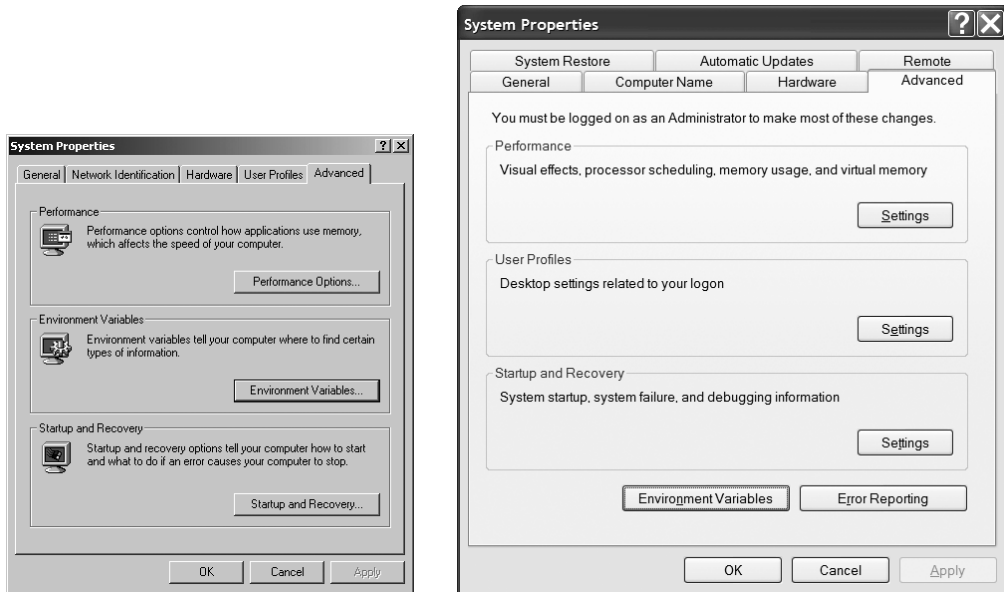 System Properties
General Network Identification Hardware User Profiles Advanced
Performance
Performance options control how applications use memory,
which affects the speed of your computer.
Performance Options...
Environment Variables
Environment variables tell your computer where to find certain
types of information.
Environment Variables...
Startup and Recovery
Startup and recovery options tell your computer how to start
and what to do if an error causes your computer to stop.
Startup and Recovery...
OK Cancel Apply
System Properties
System Restore Automatic Updates Remote
General Computer Name Hardware Advanced
You must be logged on as an Administrator to make most of these changes.
Performance
Visual effects, processor scheduling, memory usage, and virtual memory
Settings
User Profiles
Desktop settings related to your logon
Settings
Startup and Recovery
System startup, system failure, and debugging information
Settings
Environment Variables Error Reporting
OK Cancel Apply